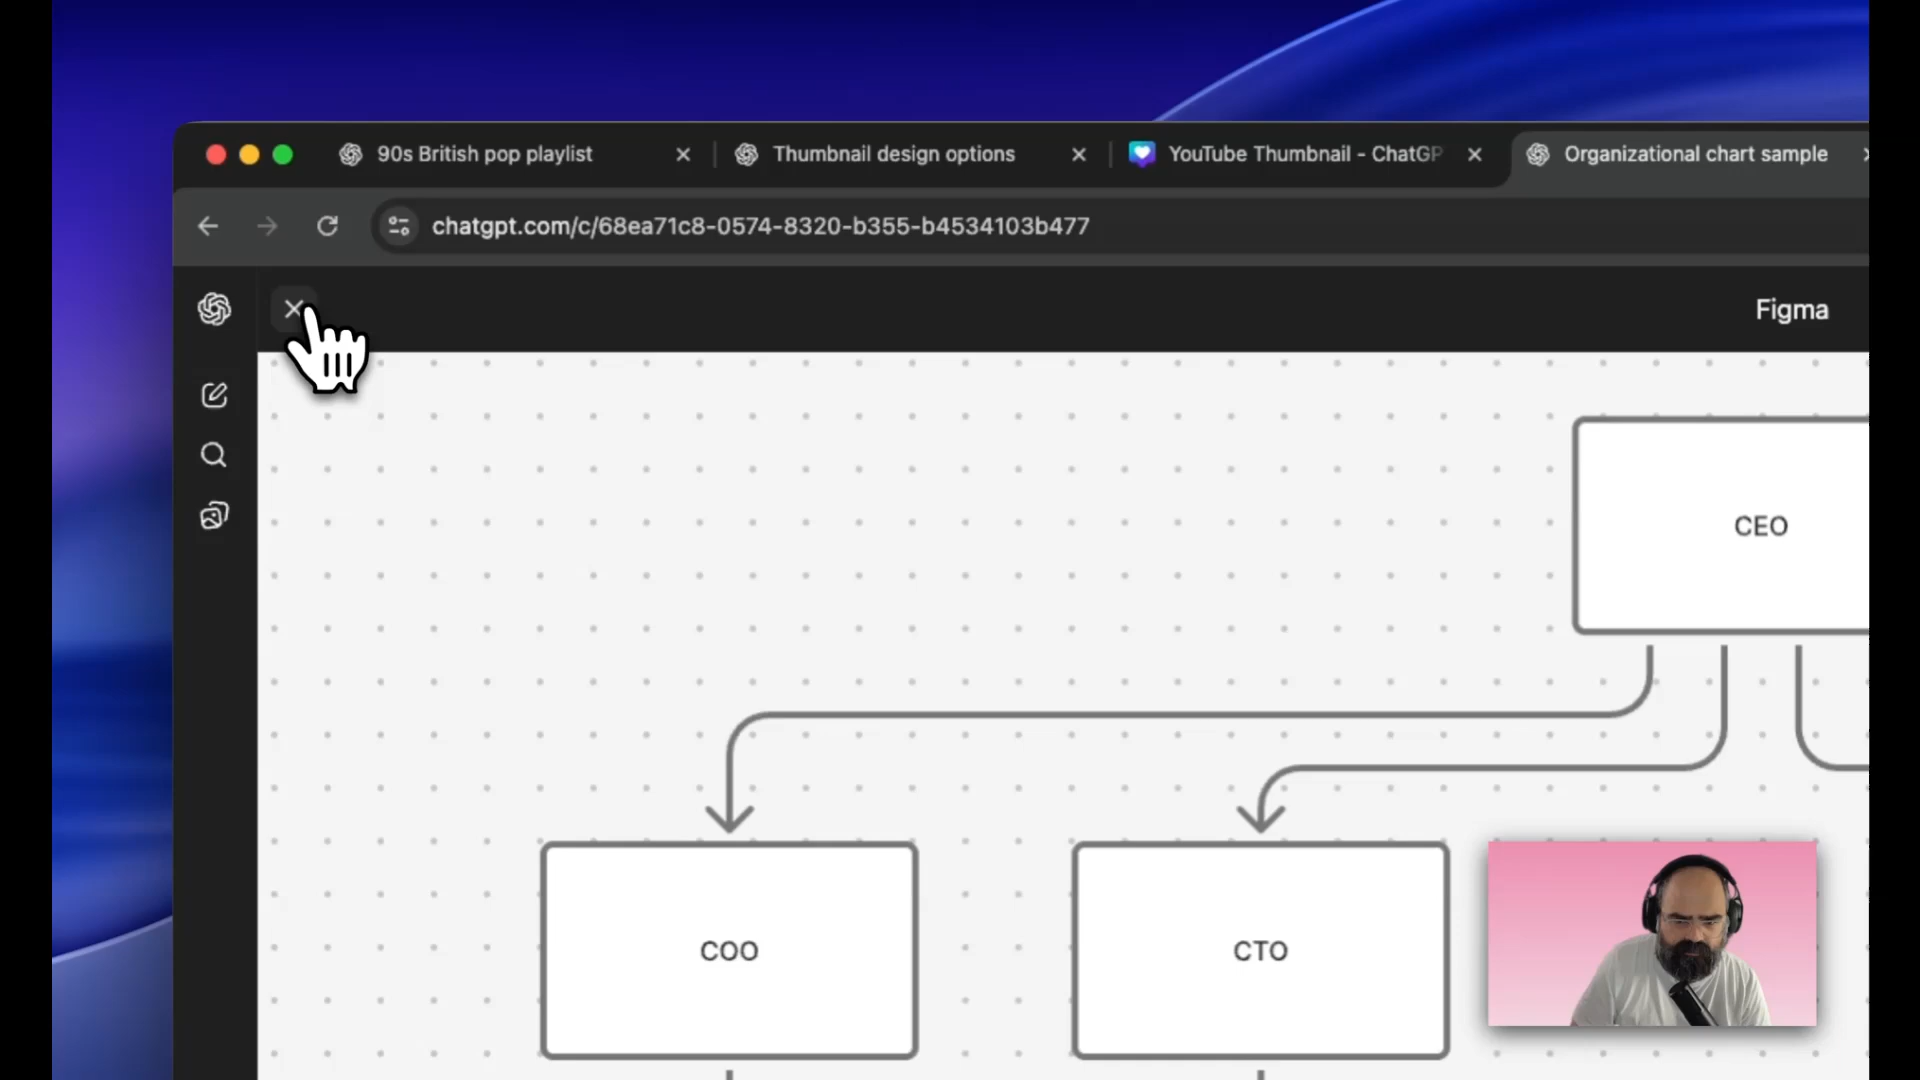 90s British pop playlist
Thumbnail design options
YouTube Thumbnail - ChatGP
Organizational chart sample
chatgpt.com/c/68ea71c8-0574-8320-b355-b4534103b477
Figma
CEO
COO
CTO